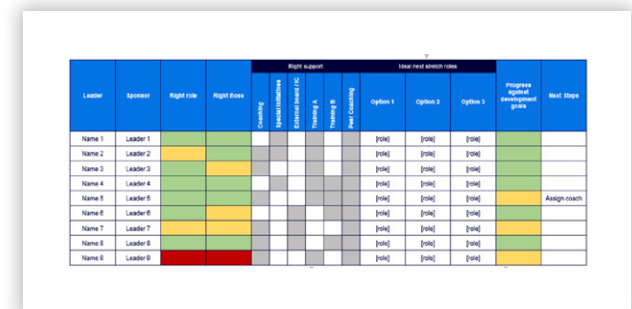 Right support Ideal next stretch roles
Leader Sponsor Right role Right Boss Coaching Special initiatives External board / IC Training A Training B Peer Coaching Option 1 Option 2 Option 3 Progress against development goals Next Steps
Name 1 Leader 1 [role] [role] [role]
Name 2 Leader 2 [role] [role] [role]
Name 3 Leader 3 [role] [role] [role]
Name 4 Leader 4 [role] [role] [role]
Name 5 Leader 5 [role] [role] [role] Assign coach
Name 6 Leader 6 [role] [role] [role]
Name 7 Leader 7 [role] [role] [role]
Name 8 Leader 8 [role] [role] [role]
Name 9 Leader 9 [role] [role] [role]